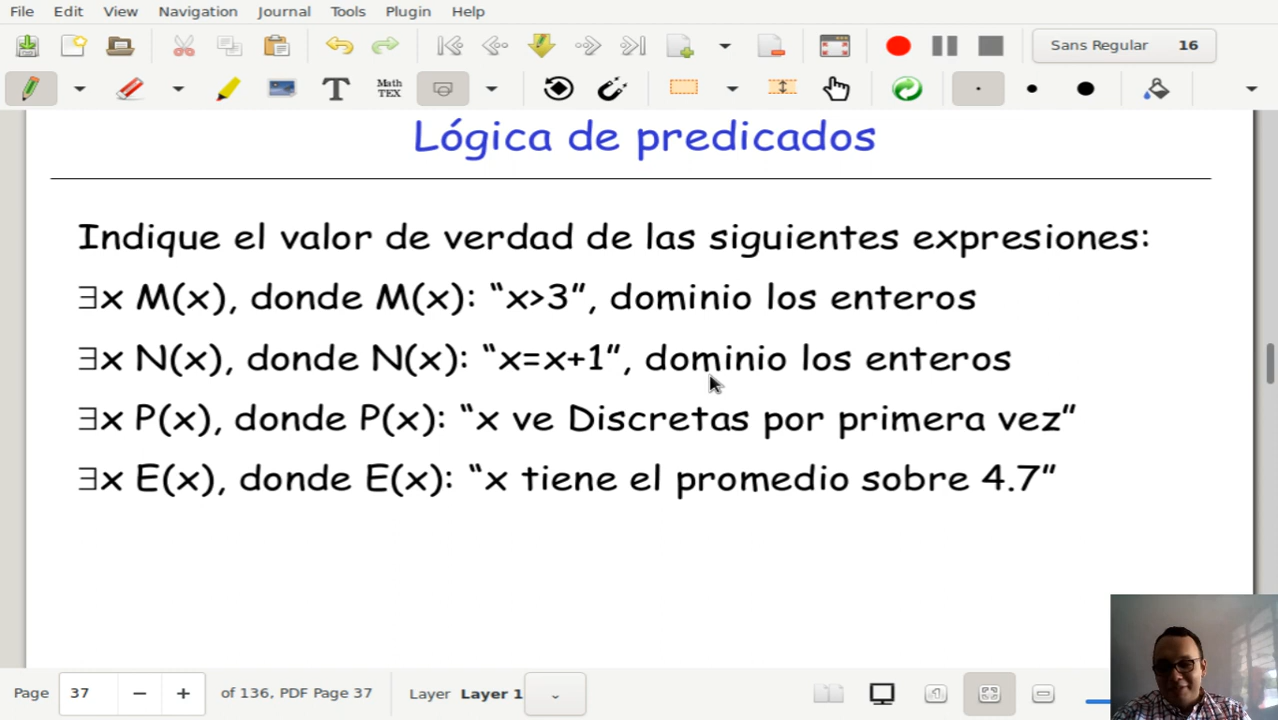 File Edit View Navigation Journal Tools Plugin Help
Sans Regular 16
T Math TEX
Lógica de predicados
Indique el valor de verdad de las siguientes expresiones:
∃x M(x), donde M(x): “x>3”, dominio los enteros
∃x N(x), donde N(x): “x=x+1”, dominio los enteros
∃x P(x), donde P(x): “x ve Discretas por primera vez”
∃x E(x), donde E(x): “x tiene el promedio sobre 4.7”
Page 37 − + of 136, PDF Page 37 Layer Layer 1